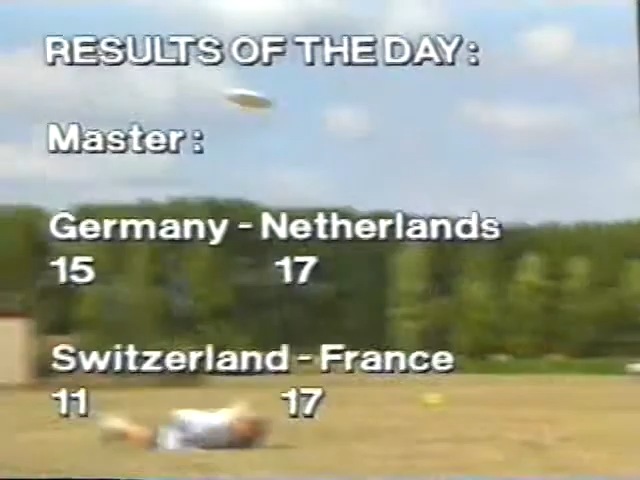 RESULTS OF THE DAY:
Master:
Germany - Netherlands
15 17
Switzerland - France
11 17